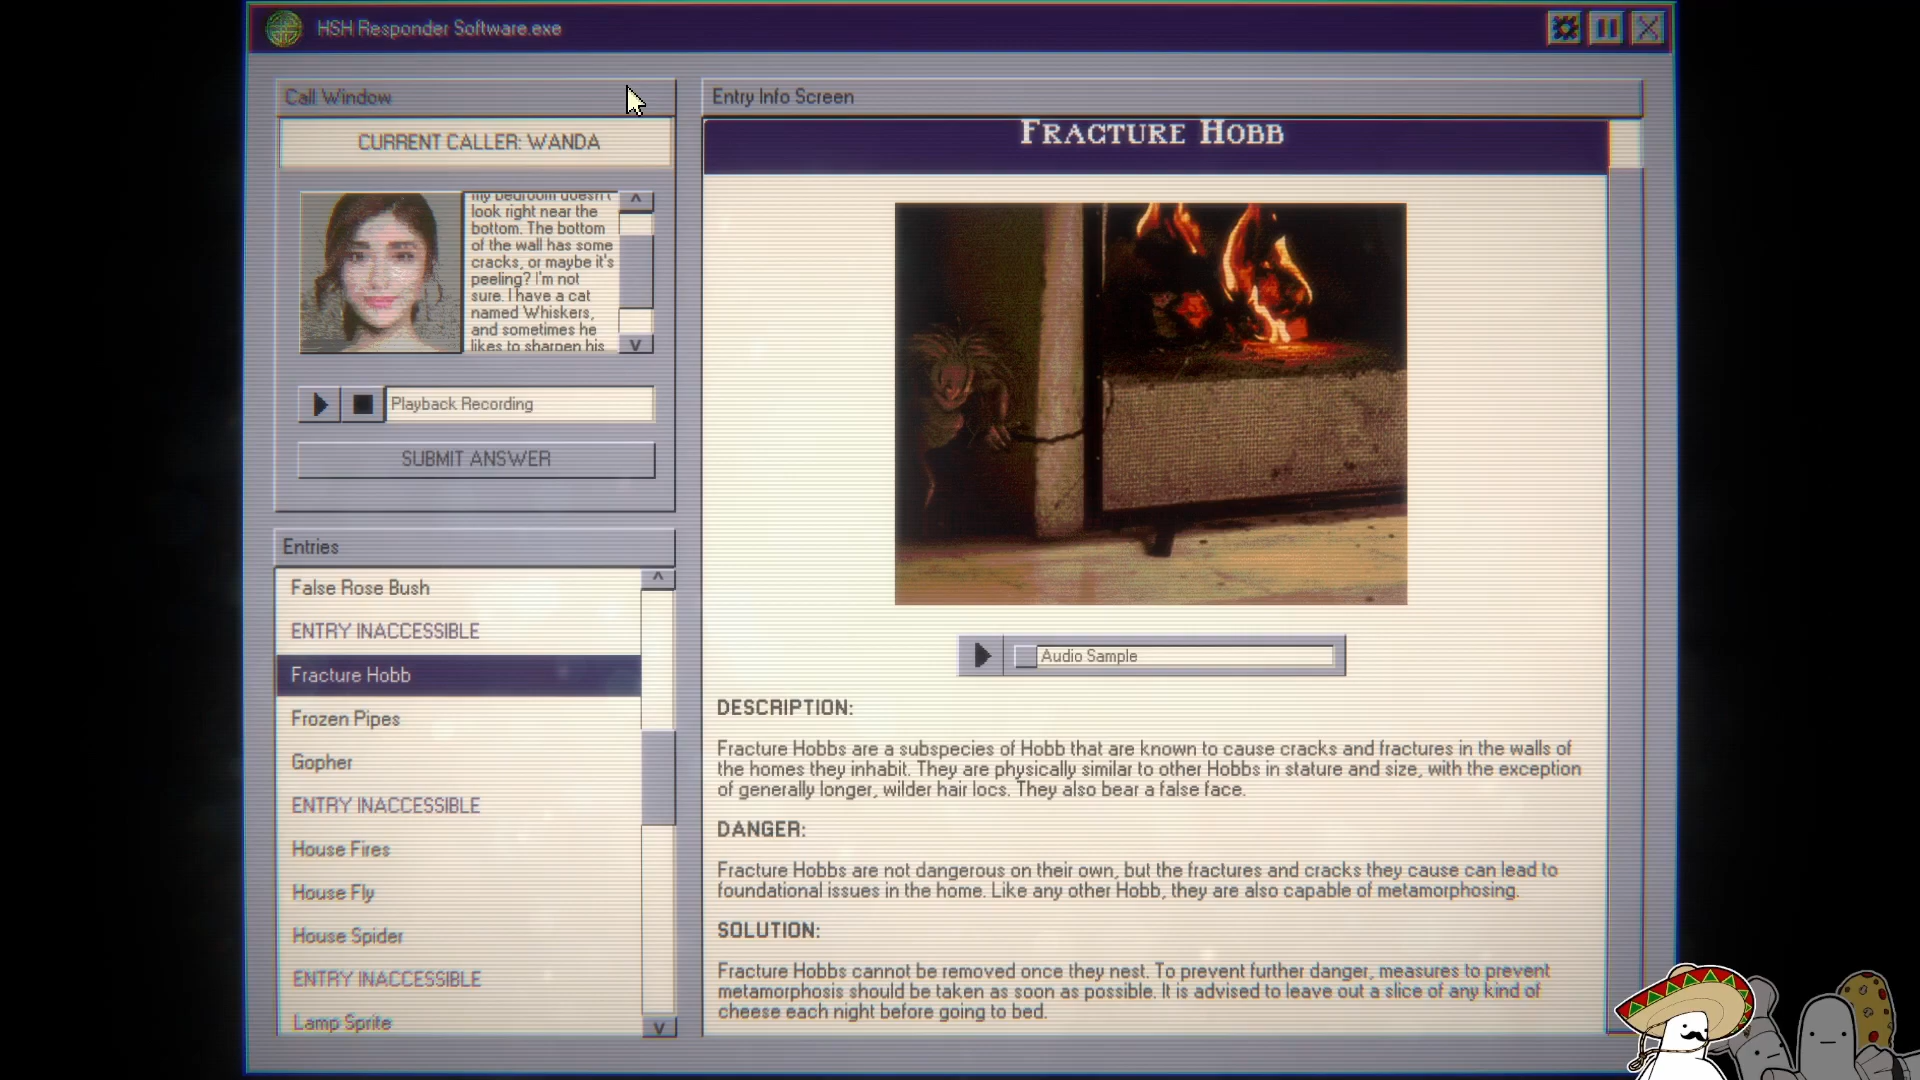 HSH Responder Software.exe
Call Window
CURRENT CALLER: WANDA
my bedroom doesn't
look right near the
bottom. The bottom
of the wall has some
cracks, or maybe it's
peeling? I'm not
sure. I have a cat
named Whiskers,
and sometimes he
likes to sharpen his
Playback Recording
SUBMIT ANSWER
Entries
False Rose Bush
ENTRY INACCESSIBLE
Fracture Hobb
Frozen Pipes
Gopher
ENTRY INACCESSIBLE
House Fires
House Fly
House Spider
ENTRY INACCESSIBLE
Lamp Sprite
Entry Info Screen
FRACTURE HOBB
Audio Sample
DESCRIPTION:
Fracture Hobbs are a subspecies of Hobb that are known to cause cracks and fractures in the walls of
the homes they inhabit. They are physically similar to other Hobbs in stature and size, with the exception
of generally longer, wilder hair locs. They also bear a false face.
DANGER:
Fracture Hobbs are not dangerous on their own, but the fractures and cracks they cause can lead to
foundational issues in the home. Like any other Hobb, they are also capable of metamorphosing.
SOLUTION:
Fracture Hobbs cannot be removed once they nest. To prevent further danger, measures to prevent
metamorphosis should be taken as soon as possible. It is advised to leave out a slice of any kind of
cheese each night before going to bed.